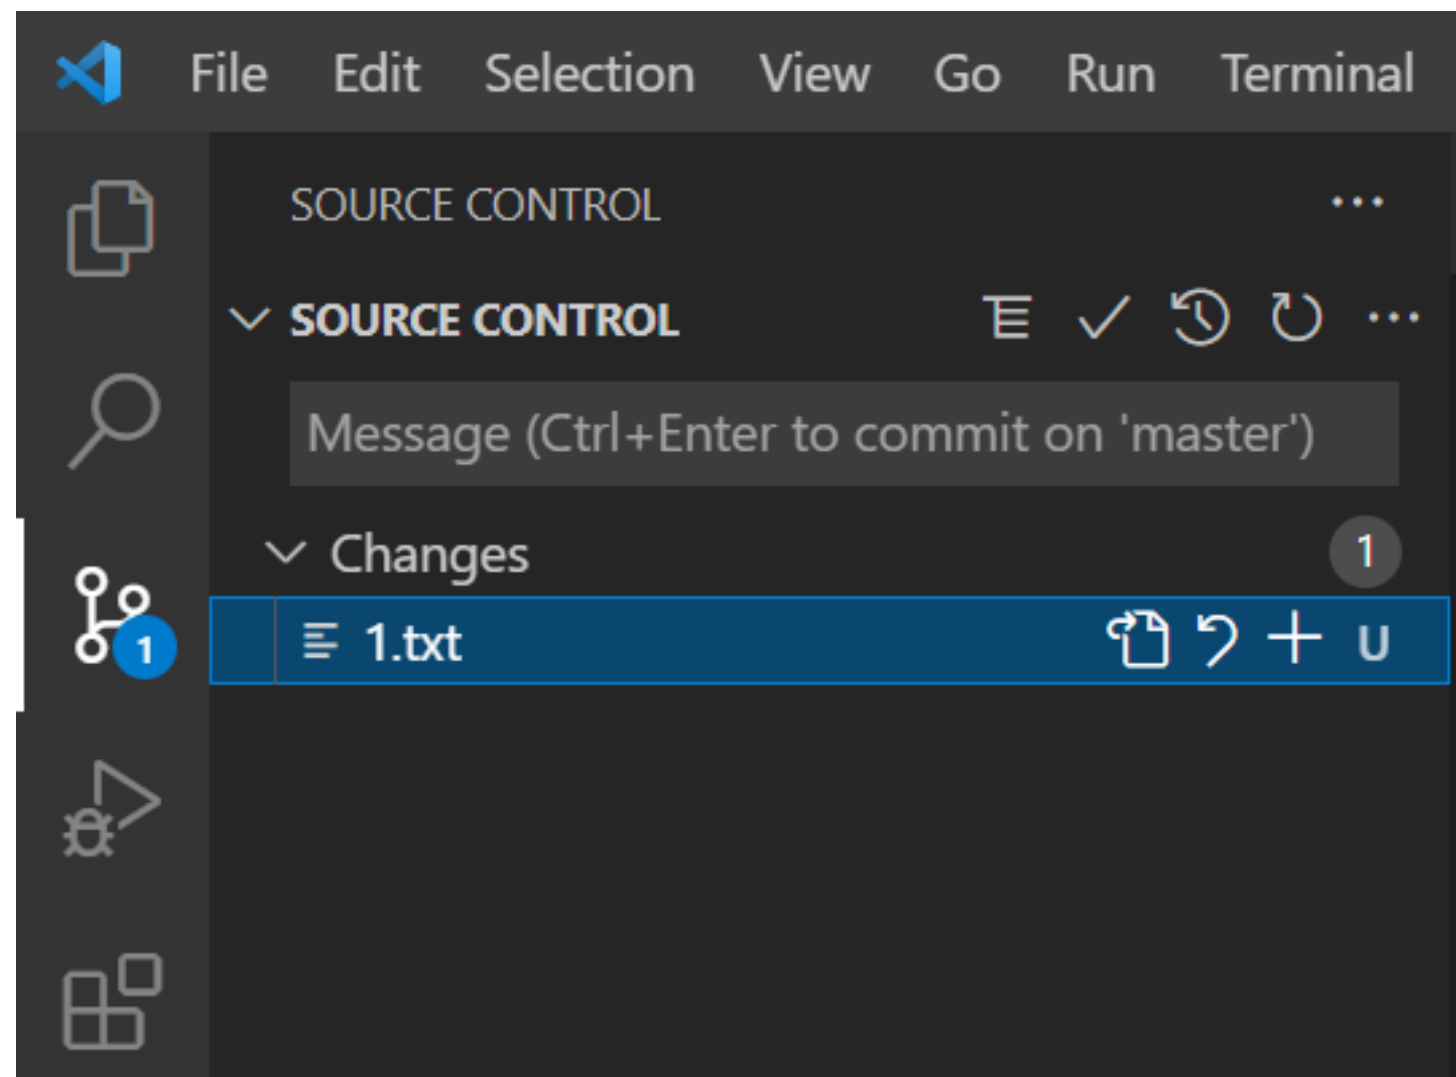 File Edit Selection View Go Run Terminal
SOURCE CONTROL
SOURCE CONTROL
Message (Ctrl+Enter to commit on 'master')
Changes 1
1.txt U
1